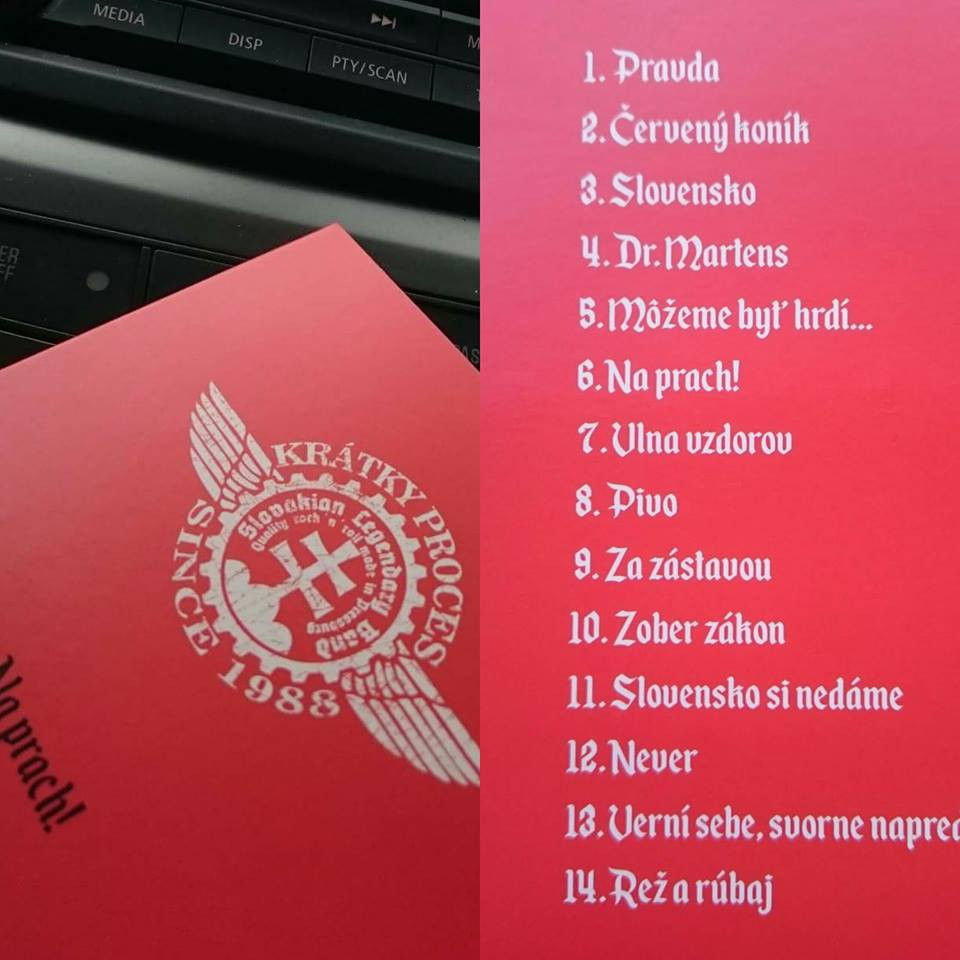 MEDIA
DISP
PTY/SCAN
KRÁTKY PROCES
SINCE 1988
Slovakian Legendary Band
Quality rock 'n' roll made in Pressburg
Na prach!
1. Pravda
2. Červený koník
3. Slovensko
4. Dr. Martens
5. Môžeme byť hrdí...
6. Na prach!
7. Vlna vzdorov
8. Pivo
9. Za zástavou
10. Zober zákon
11. Slovensko si nedáme
12. Never
13. Verní sebe, svorne napred
14. Rež a rúbaj